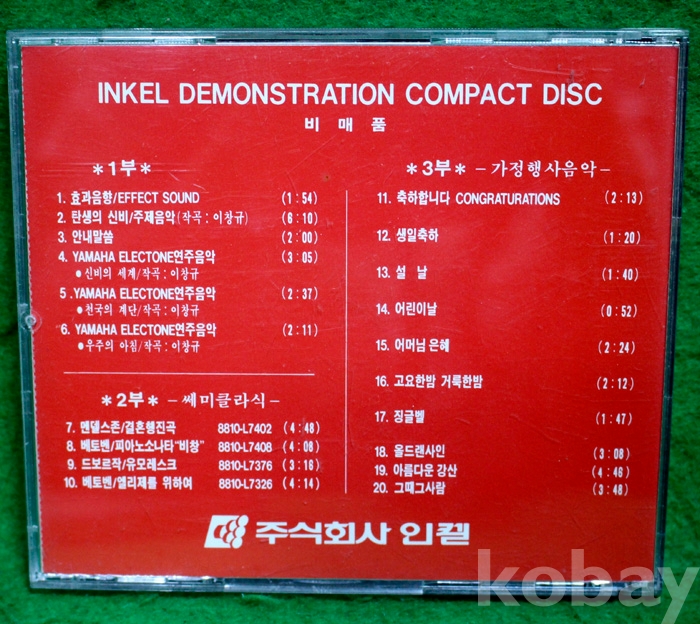 INKEL DEMONSTRATION COMPACT DISC
비 매 품
*1부*
1. 효과음향/EFFECT SOUND (1:54)
2. 탄생의 신비/주제음악(작곡:이창규) (6:10)
3. 안내말씀 (2:00)
4. YAMAHA ELECTONE연주음악 (3:05)
●신비의 세계/작곡:이창규
5. YAMAHA ELECTONE연주음악 (2:37)
●천국의 계단/작곡:이창규
6. YAMAHA ELECTONE연주음악 (2:11)
●우주의 아침/작곡:이창규
*2부* -쎄미클라식-
7. 멘델스존/결혼행진곡 8810-L7402 (4:48)
8. 베토벤/피아노소나타"비창" 8810-L7408 (4:08)
9. 드보르작/유모레스크 8810-L7376 (3:16)
10. 베토벤/엘리제를 위하여 8810-L7326 (4:14)
*3부* -가정행사음악-
11. 축하합니다 CONGRATURATIONS (2:13)
12. 생일축하 (1:20)
13. 설 날 (1:40)
14. 어린이날 (0:52)
15. 어머님 은혜 (2:24)
16. 고요한밤 거룩한밤 (2:12)
17. 징글벨 (1:47)
18. 올드랜사인 (3:08)
19. 아름다운 강산 (4:46)
20. 그때그사람 (3:48)
주식회사 인켈
kobay